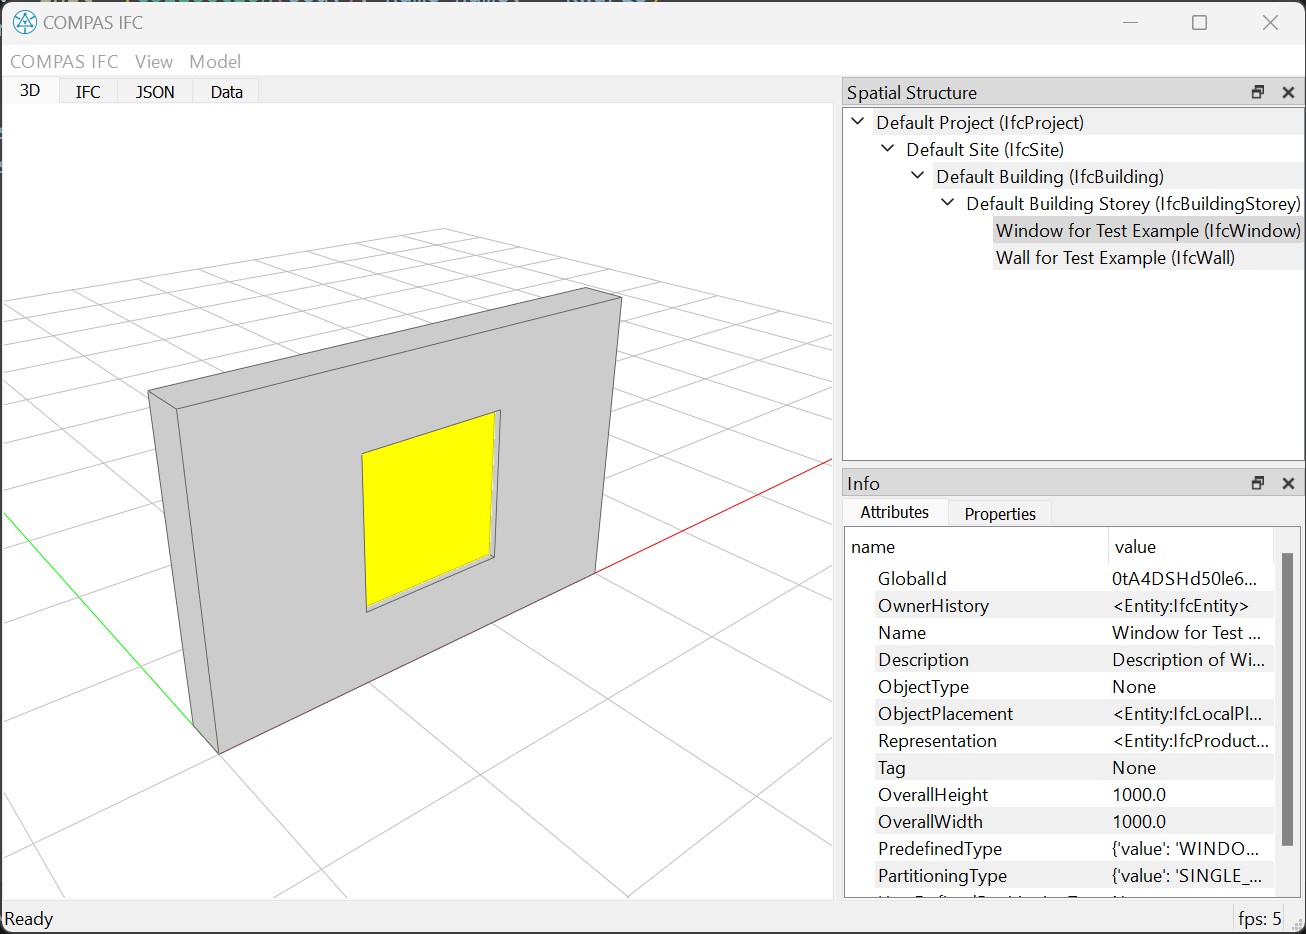 COMPAS IFC
COMPAS IFC View Model
3D IFC JSON Data
Spatial Structure
Default Project (IfcProject)
Default Site (IfcSite)
Default Building (IfcBuilding)
Default Building Storey (IfcBuildingStorey)
Window for Test Example (IfcWindow)
Wall for Test Example (IfcWall)
Info
Attributes Properties
name value
GlobalId 0tA4DSHd50le6...
OwnerHistory <Entity:IfcEntity>
Name Window for Test ...
Description Description of Wi...
ObjectType None
ObjectPlacement <Entity:IfcLocalPl...
Representation <Entity:IfcProduct...
Tag None
OverallHeight 1000.0
OverallWidth 1000.0
PredefinedType {'value': 'WINDO...
PartitioningType {'value': 'SINGLE_...
Ready fps: 5